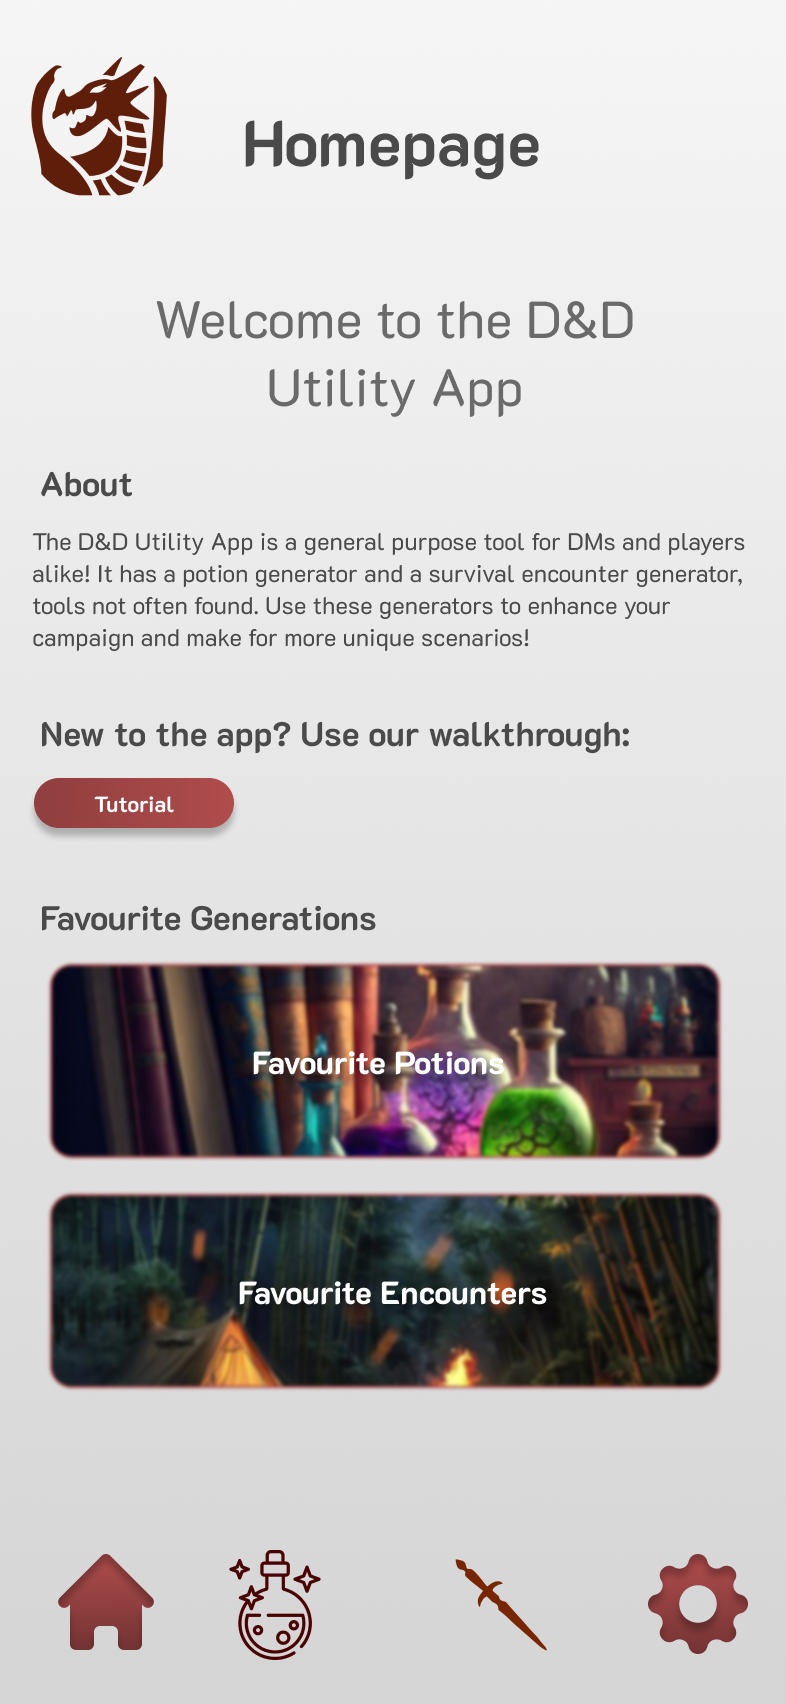 Homepage
Welcome to the D&D
Utility App
About
The D&D Utility App is a general purpose tool for DMs and players
alike! It has a potion generator and a survival encounter generator,
tools not often found. Use these generators to enhance your
campaign and make for more unique scenarios!
New to the app? Use our walkthrough:
Tutorial
Favourite Generations
Favourite Potions
Favourite Encounters